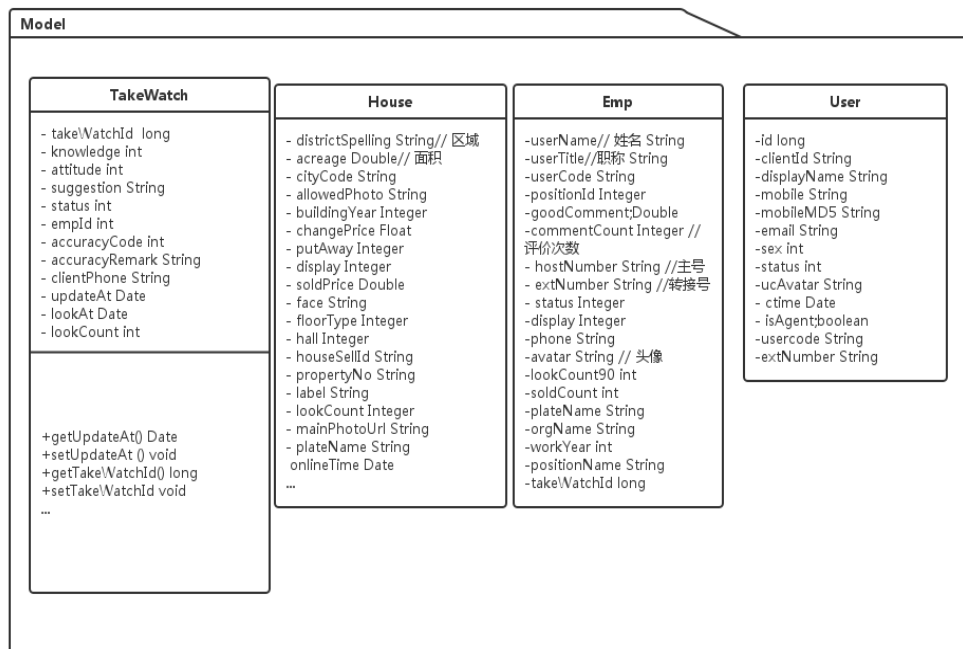 Model
TakeWatch
- takeWatchId  long
- knowledge int
- attitude int
- suggestion String
- status int
- empId int
- accuracyCode int
- accuracyRemark String
- clientPhone String
- updateAt Date
- lookAt Date
- lookCount int
+getUpdateAt() Date
+setUpdateAt () void
+getTakeWatchId() long
+setTakeWatchId void
...
House
- districtSpelling String// 区域
- acreage Double// 面积
- cityCode String
- allowedPhoto String
- buildingYear Integer
- changePrice Float
- putAway Integer
- display Integer
- soldPrice Double
- face String
- floorType Integer
- hall Integer
- houseSellId String
- propertyNo String
- label String
- lookCount Integer
- mainPhotoUrl String
- plateName String
onlineTime Date
...
Emp
-userName// 姓名 String
-userTitle//职称 String
-userCode String
-positionId Integer
-goodComment;Double
-commentCount Integer //
评价次数
- hostNumber String //主号
- extNumber String //转接号
- status Integer
-display Integer
-phone String
-avatar String // 头像
-lookCount90 int
-soldCount int
-plateName String
-orgName String
-workYear int
-positionName String
-takeWatchId long
User
-id long
-clientId String
-displayName String
-mobile String
-mobileMD5 String
-email String
-sex int
-status int
-ucAvatar String
- ctime Date
- isAgent;boolean
-usercode String
-extNumber String